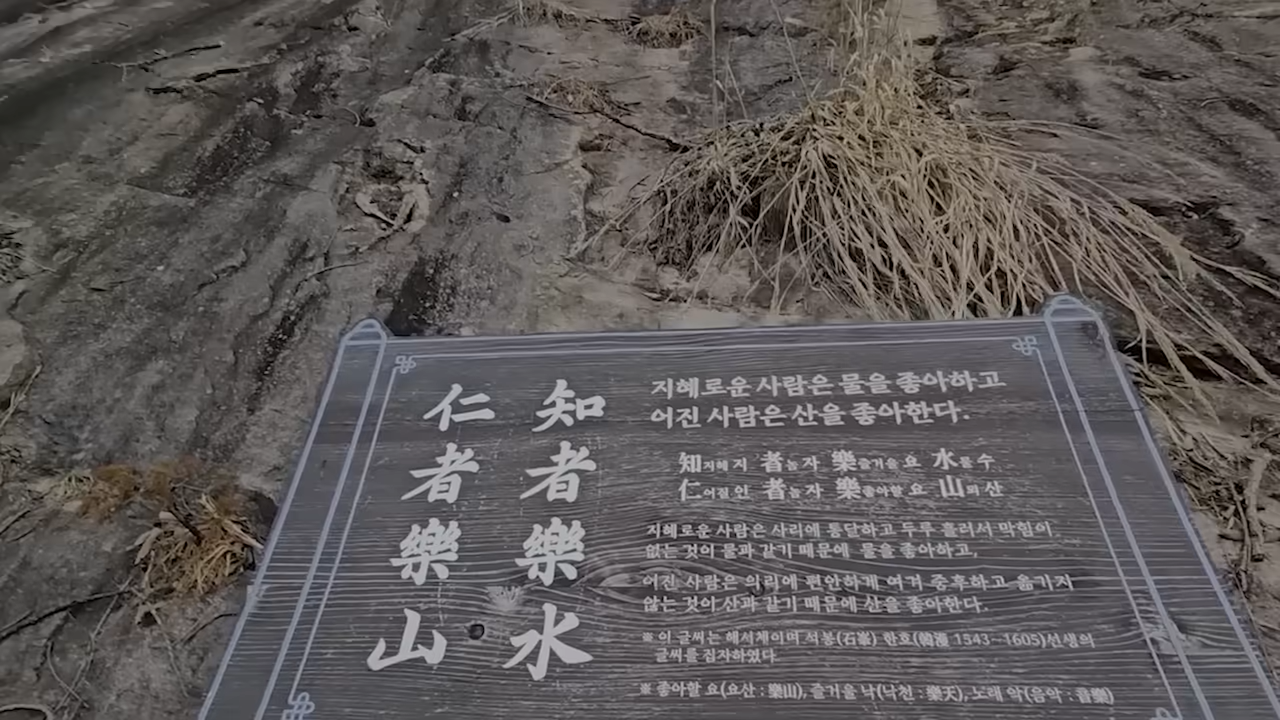 知者樂水
仁者樂山
지혜로운 사람은 물을 좋아하고
어진 사람은 산을 좋아한다.
知지혜 지 者놈 자 樂즐거울 요 水물 수
仁어질 인 者놈 자 樂좋아할 요 山뫼 산
지혜로운 사람은 사리에 통달하고 두루 흘러서 막힘이
없는 것이 물과 같기 때문에 물을 좋아하고,
어진 사람은 의리에 편안하게 여겨 중후하고 옮기지
않는 것이 산과 같기 때문에 산을 좋아한다.
※ 이 글씨는 해서체이며 석봉(石峯) 한호(韓濩 1543~1605)선생의
글씨를 집자하였다
※ 좋아할 요(요산 : 樂山), 즐거울 낙(낙천 : 樂天), 노래 악(음악 : 音樂)